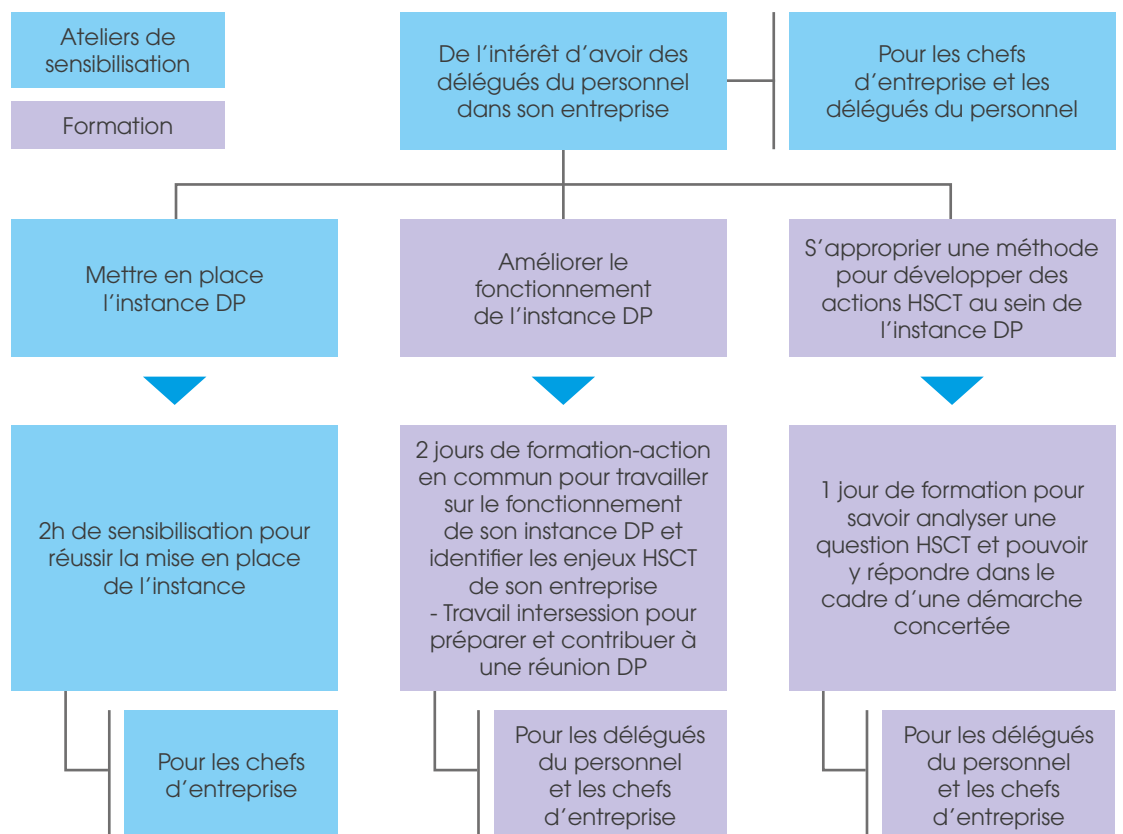 Ateliers de
sensibilisation
Formation
De l’intérêt d’avoir des
délégués du personnel
dans son entreprise
Pour les chefs
d’entreprise et les
délégués du personnel
Mettre en place
l’instance DP
Améliorer le
fonctionnement
de l’instance DP
S’approprier une méthode
pour développer des
actions HSCT au sein de
l’instance DP
2h de sensibilisation pour
réussir la mise en place
de l’instance
2 jours de formation-action
en commun pour travailler
sur le fonctionnement
de son instance DP et
identifier les enjeux HSCT
de son entreprise
- Travail intersession pour
préparer et contribuer à
une réunion DP
1 jour de formation pour
savoir analyser une
question HSCT et pouvoir
y répondre dans le
cadre d’une démarche
concertée
Pour les chefs
d’entreprise
Pour les délégués
du personnel
et les chefs
d’entreprise
Pour les délégués
du personnel
et les chefs
d’entreprise